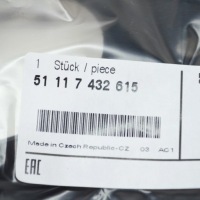 1 Stück / piece
51 11 7 432 615
Made in Czech Republic-CZ 03 AC1
EAC